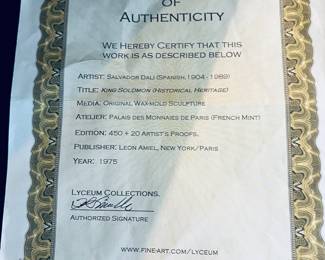 OF
AUTHENTICITY
WE HEREBY CERTIFY THAT THIS
WORK IS AS DESCRIBED BELOW
ARTIST: SALVADOR DALI (SPANISH, 1904 - 1989)
TITLE: KING SOLOMON (HISTORICAL HERITAGE)
MEDIA: ORIGINAL WAX-MOLD SCULPTURE
ATELIER: PALAIS DES MONNAIES DE PARIS (FRENCH MINT)
EDITION: 450 + 20 ARTIST'S PROOFS.
PUBLISHER: LEON AMIEL, NEW YORK/PARIS
YEAR: 1975
LYCEUM COLLECTIONS.
AUTHORIZED SIGNATURE
WWW.FINE-ART.COM/LYCEUM